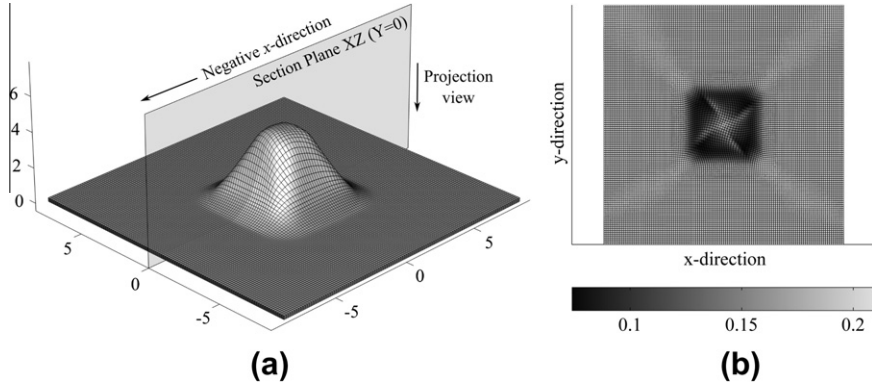 Negative x-direction
Section Plane XZ (Y=0)
Projection
view
6
4
2
0
5
0
-5
5
0
-5
(a)
y-direction
x-direction
0.1
0.15
0.2
(b)